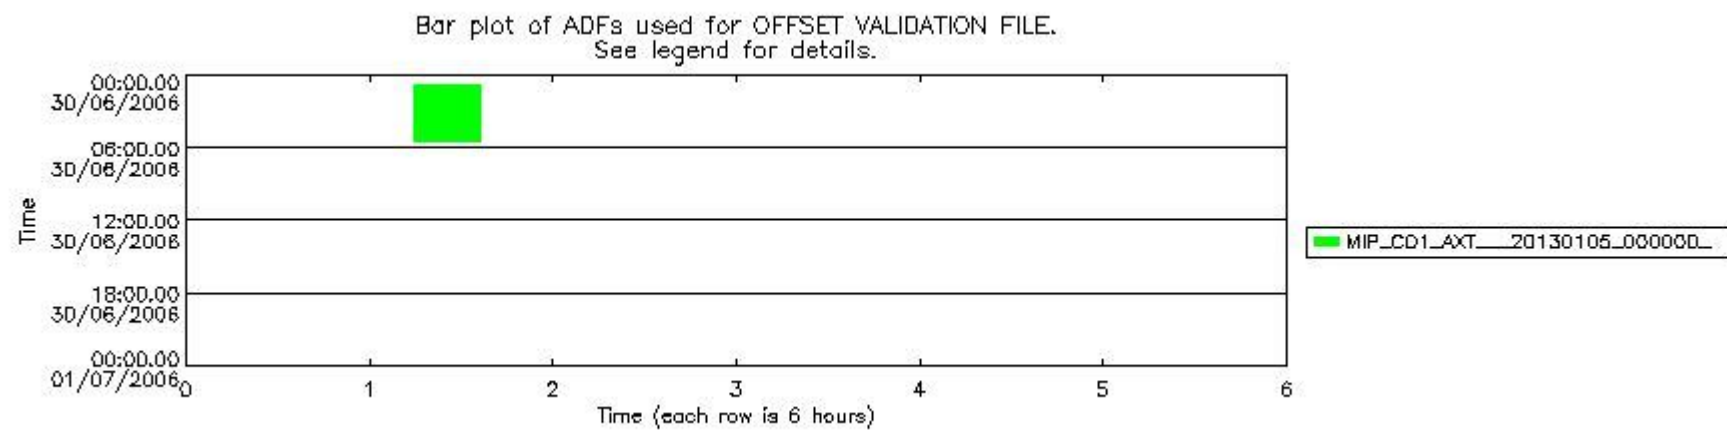 Bar plot of ADFs used for OFFSET VALIDATION FILE.
See legend for details.
00:00.00
30/06/2006
06:00.00
30/06/2006
12:00.00
30/06/2006
18:00.00
30/06/2006
00:00.00
01/07/2006
Time
0 1 2 3 4 5 6
Time (each row is 6 hours)
MIP_CO1_AXT___20130105_000000_